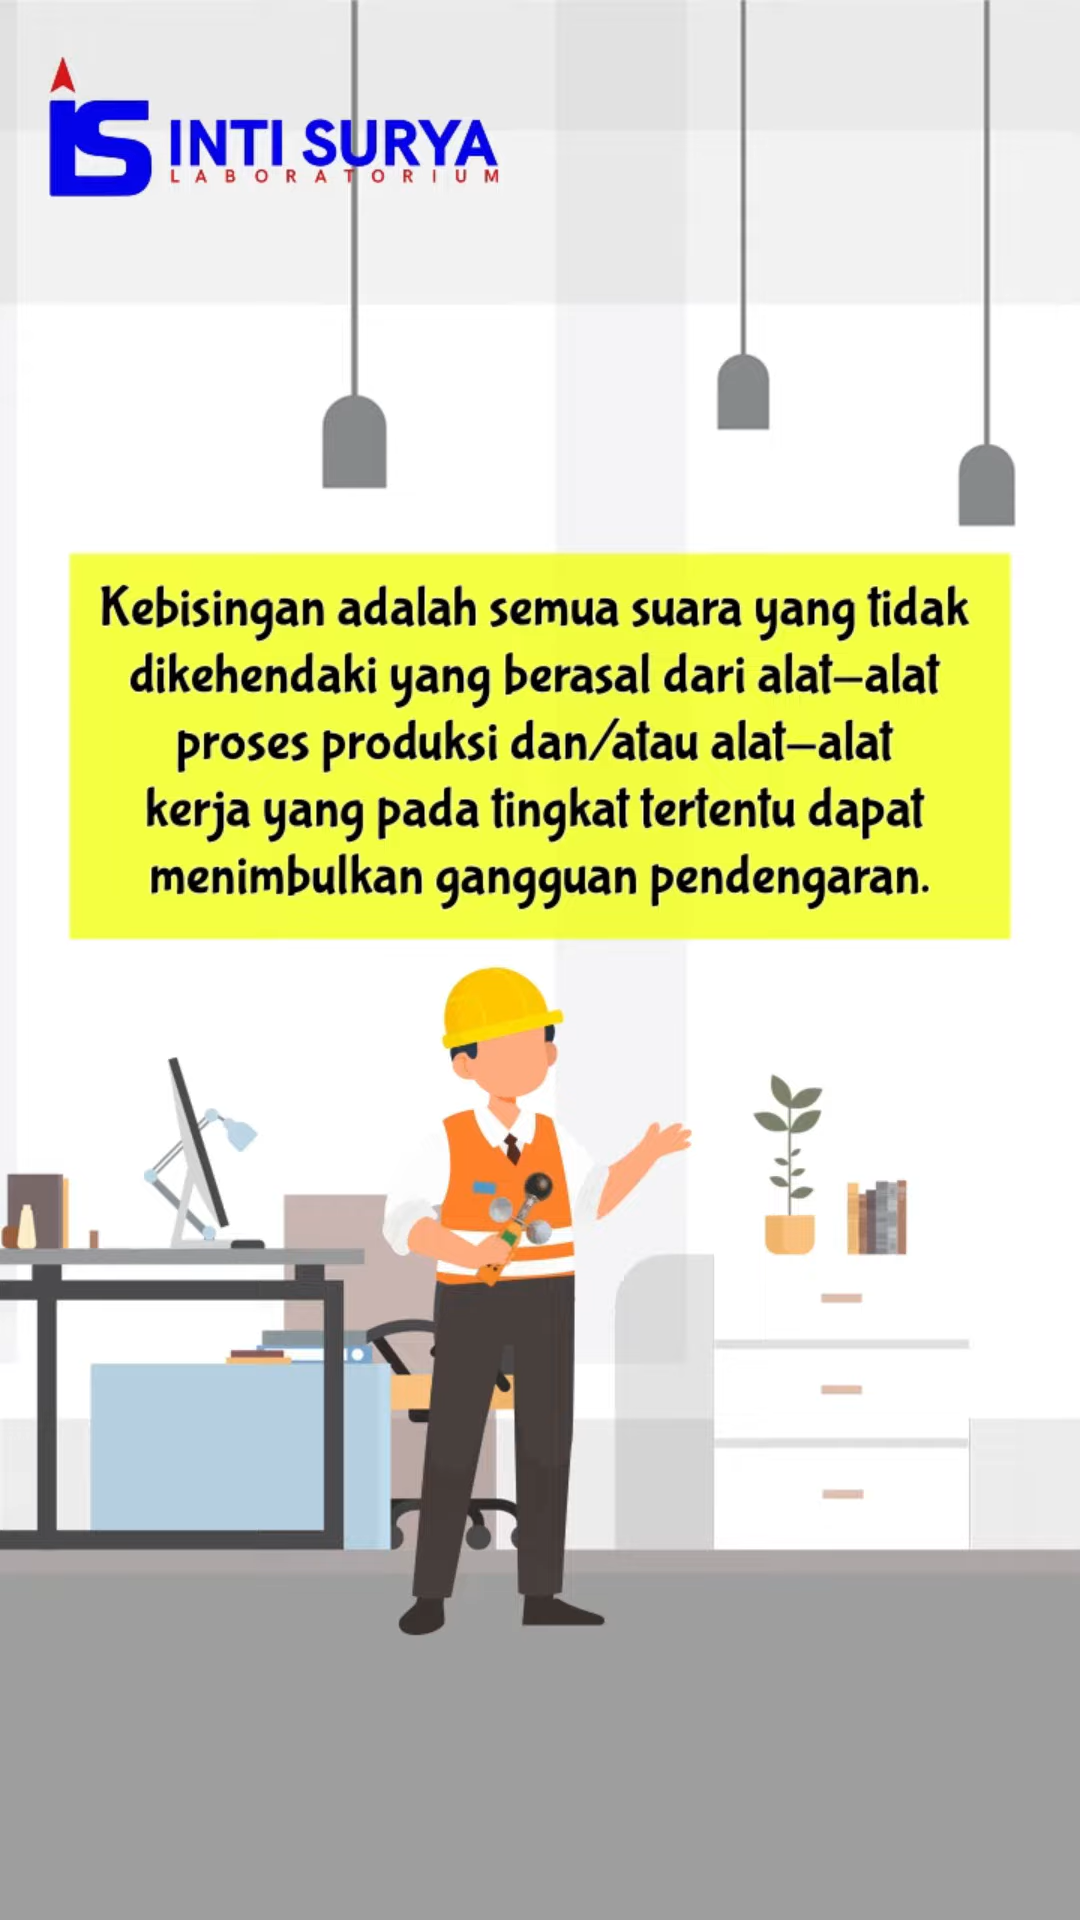 INTI SURYA
LABORATORIUM
Kebisingan adalah semua suara yang tidak
dikehendaki yang berasal dari alat-alat
proses produksi dan/atau alat-alat
kerja yang pada tingkat tertentu dapat
menimbulkan gangguan pendengaran.